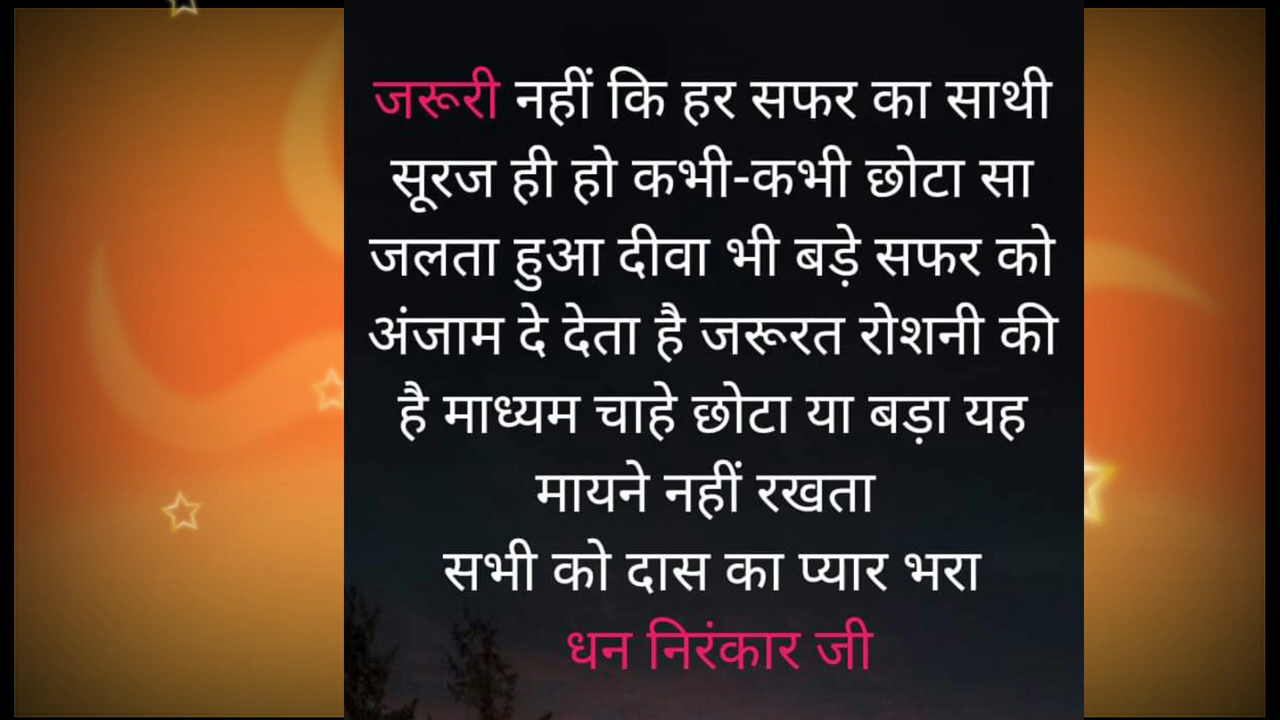 जरूरी नहीं कि हर सफर का साथी
सूरज ही हो कभी-कभी छोटा सा
जलता हुआ दीवा भी बड़े सफर को
अंजाम दे देता है जरूरत रोशनी की
है माध्यम चाहे छोटा या बड़ा यह
मायने नहीं रखता
सभी को दास का प्यार भरा
धन निरंकार जी